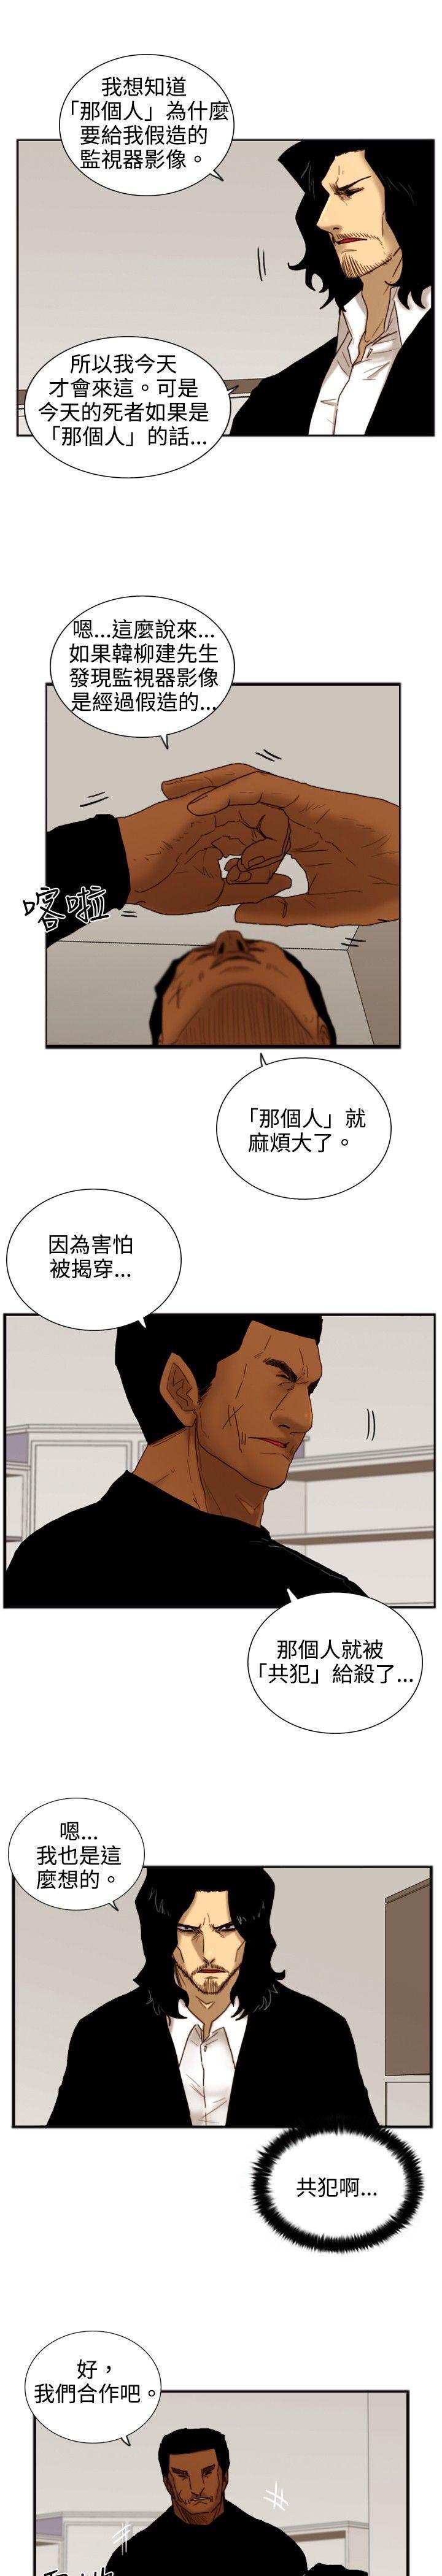 我想知道
「那個人」為什麼
要給我假造的
監視器影像。
所以我今天
才會來這。可是
今天的死者如果是
「那個人」的話...
嗯...這麼說來...
如果韓柳建先生
發現監視器影像
是經過假造的...
喀啦
「那個人」就
麻煩大了。
因為害怕
被揭穿...
那個人就被
「共犯」給殺了...
嗯...
我也是這
麼想的。
共犯啊...
好，
我們合作吧。